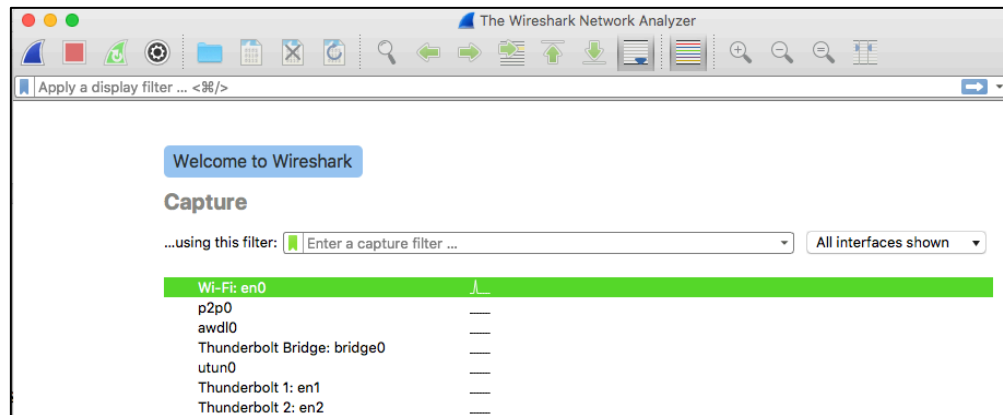 The Wireshark Network Analyzer
Apply a display filter ... <⌘/>
Welcome to Wireshark
Capture
...using this filter: Enter a capture filter ... All interfaces shown
Wi-Fi: en0
p2p0
awdl0
Thunderbolt Bridge: bridge0
utun0
Thunderbolt 1: en1
Thunderbolt 2: en2